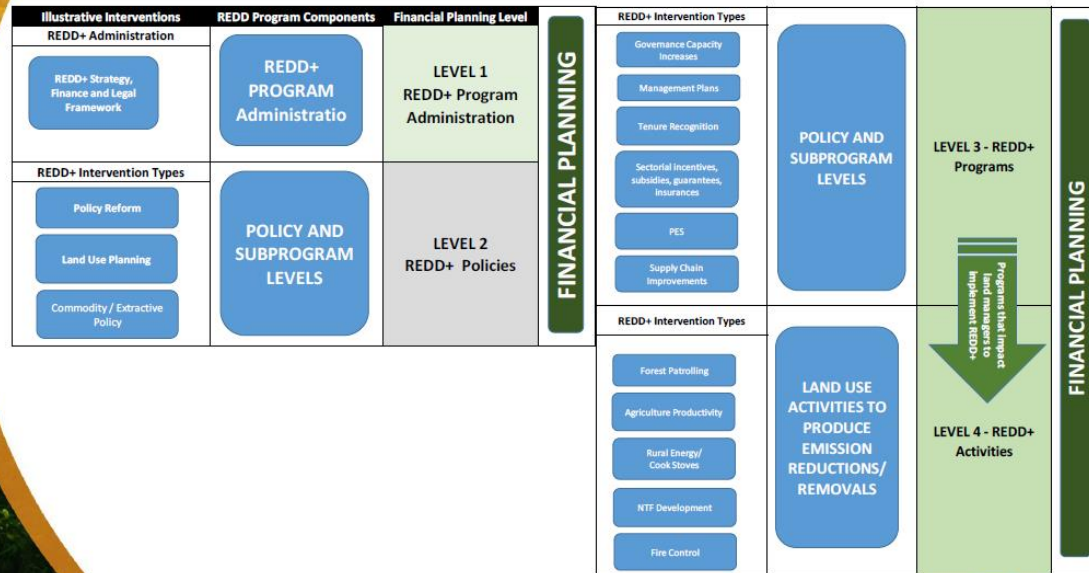 Illustrative Interventions
REDD Program Components
Financial Planning Level
REDD+ Administration
REDD+ Strategy,
Finance and Legal
Framework
REDD+
PROGRAM
Administratio
LEVEL 1
REDD+ Program
Administration
REDD+ Intervention Types
Policy Reform
Land Use Planning
Commodity / Extractive
Policy
POLICY AND
SUBPROGRAM
LEVELS
LEVEL 2
REDD+ Policies
FINANCIAL PLANNING
REDD+ Intervention Types
Governance Capacity
Increases
Management Plans
Tenure Recognition
Sectorial incentives,
subsidies, guarantees,
insurances
PES
Supply Chain
Improvements
POLICY AND
SUBPROGRAM
LEVELS
LEVEL 3 - REDD+
Programs
Programs that impact
land managers to
implement REDD+
REDD+ Intervention Types
Forest Patrolling
Agriculture Productivity
Rural Energy/
Cook Stoves
NTF Development
Fire Control
LAND USE
ACTIVITIES TO
PRODUCE
EMISSION
REDUCTIONS/
REMOVALS
LEVEL 4 - REDD+
Activities
FINANCIAL PLANNING